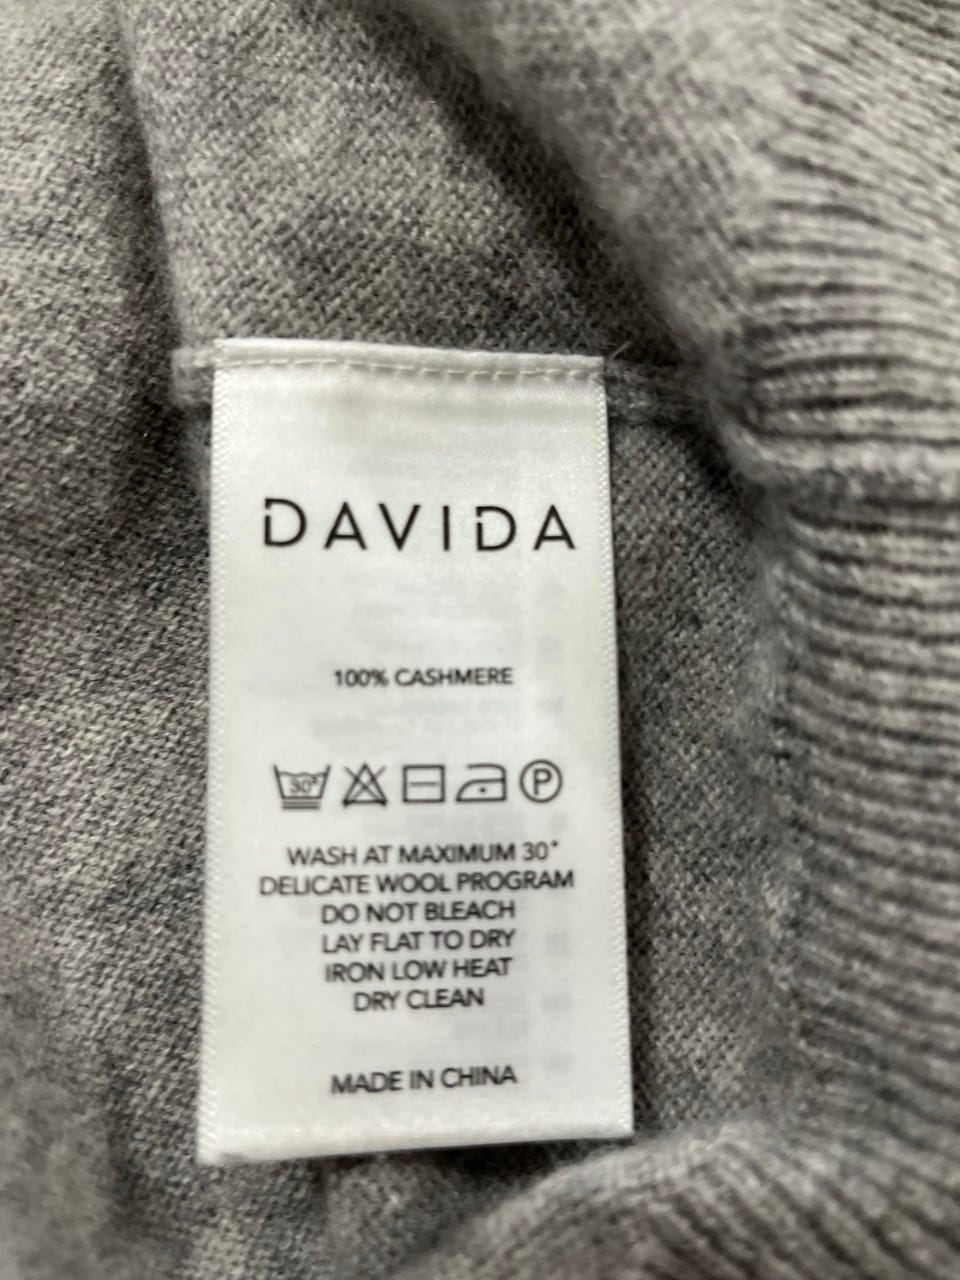 DAVIDA
100% CASHMERE
30°
P
WASH AT MAXIMUM 30°
DELICATE WOOL PROGRAM
DO NOT BLEACH
LAY FLAT TO DRY
IRON LOW HEAT
DRY CLEAN
MADE IN CHINA